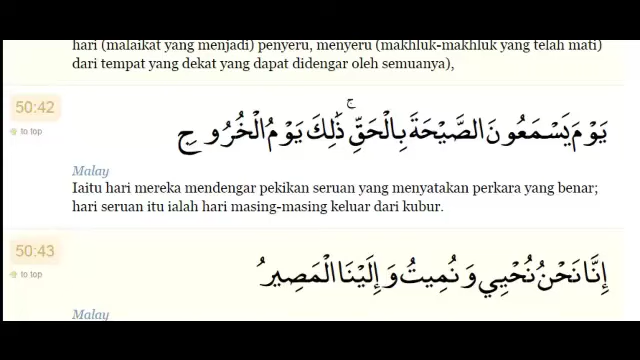 hari (malaikat yang menjadi) penyeru, menyeru (makhluk-makhluk yang telah mati)
dari tempat yang dekat yang dapat didengar oleh semuanya),
50:42
to top
يَوْمَ يَسْمَعُونَ الصَّيْحَةَ بِالْحَقِّ ۚ ذَٰلِكَ يَوْمُ الْخُرُوجِ
Malay
Iaitu hari mereka mendengar pekikan seruan yang menyatakan perkara yang benar;
hari seruan itu ialah hari masing-masing keluar dari kubur.
50:43
to top
إِنَّا نَحْنُ نُحْيِي وَنُمِيتُ وَإِلَيْنَا الْمَصِيرُ
Malay